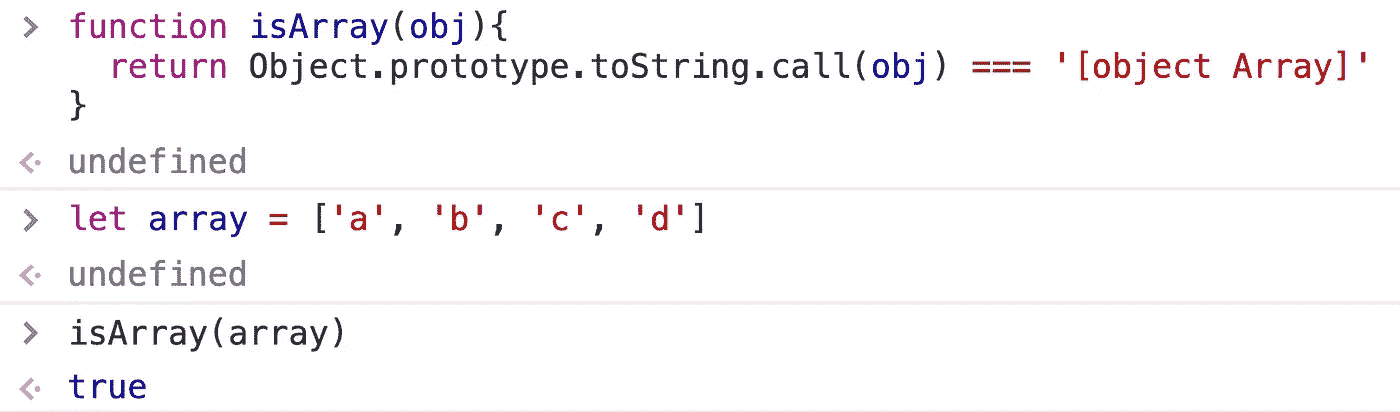 > function isArray(obj){
return Object.prototype.toString.call(obj) === '[object Array]'
}
undefined
> let array = ['a', 'b', 'c', 'd']
undefined
> isArray(array)
true